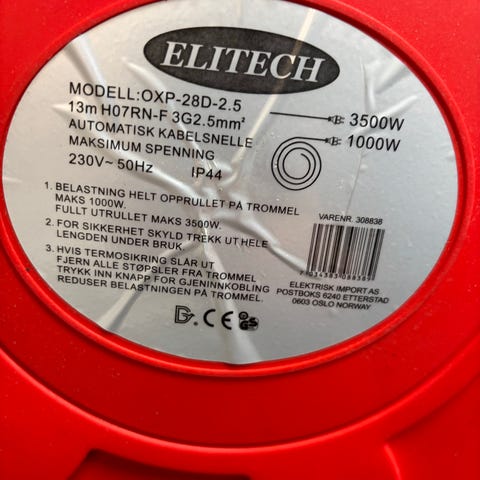 ELITECH
MODELL:OXP-28D-2.5
13m H07RN-F 3G2.5mm²
3500W
AUTOMATISK KABELSNELLE
1000W
MAKSIMUM SPENNING
230V~ 50Hz IP44
1. BELASTNING HELT OPPRULLET PÅ TROMMEL
MAKS 1000W.
FULLT UTRULLET MAKS 3500W.
2. FOR SIKKERHET SKYLD TREKK UT HELE
LENGDEN UNDER BRUK
3. HVIS TERMOSIKRING SLÅR UT
FJERN ALLE STØPSLER FRA TROMMEL
TRYKK INN KNAPP FOR GJENINNKOBLING
REDUSER BELASTNINGEN PÅ TROMMEL.
VARENR. 308838
ELEKTRISK IMPORT AS
POSTBOKS 6240 ETTERSTAD
0603 OSLO NORWAY
CE